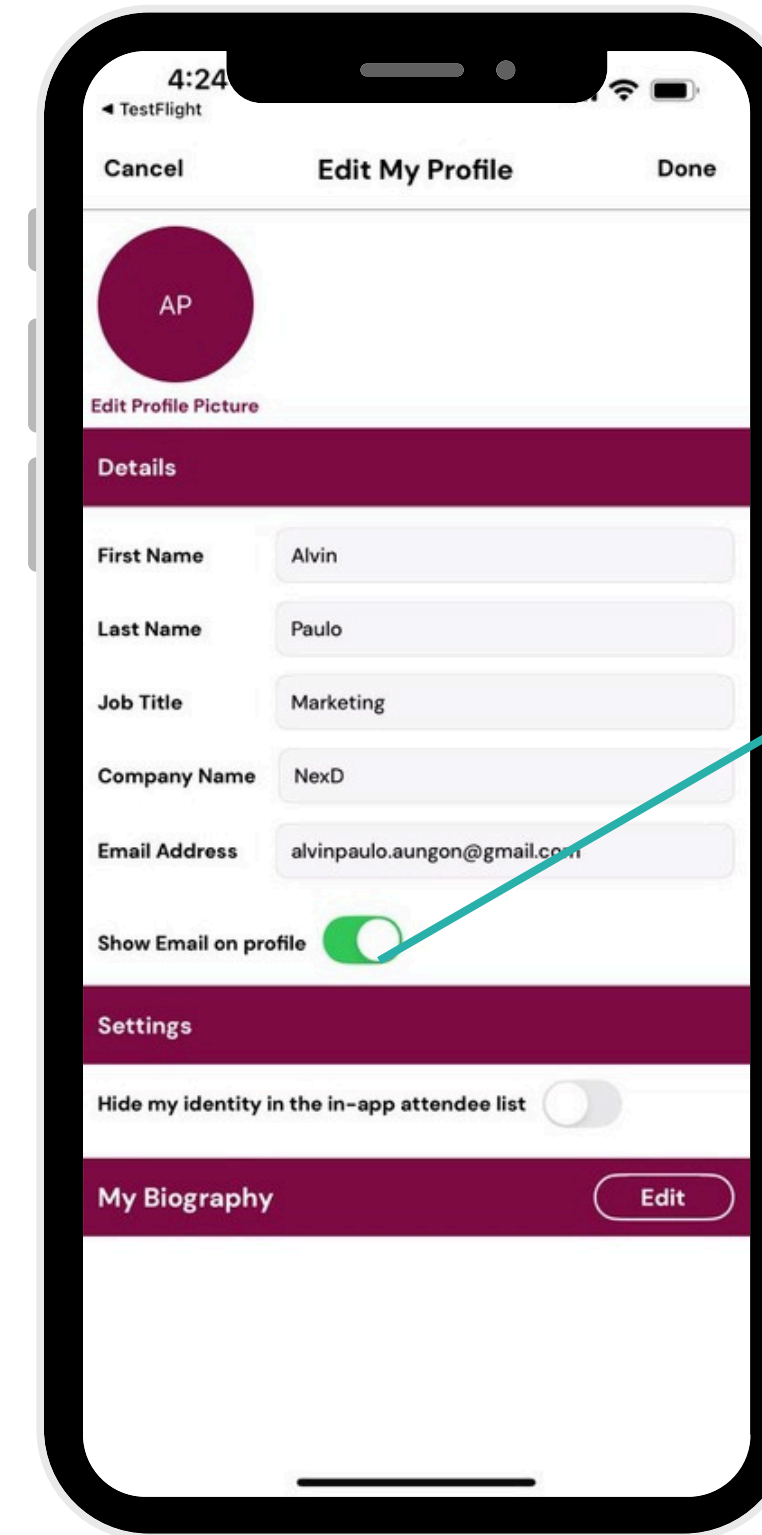 4:24
◄ TestFlight
Cancel Edit My Profile Done
AP
Edit Profile Picture
Details
First Name Alvin
Last Name Paulo
Job Title Marketing
Company Name NexD
Email Address alvinpaulo.aungon@gmail.com
Show Email on profile
Settings
Hide my identity in the in-app attendee list
My Biography Edit